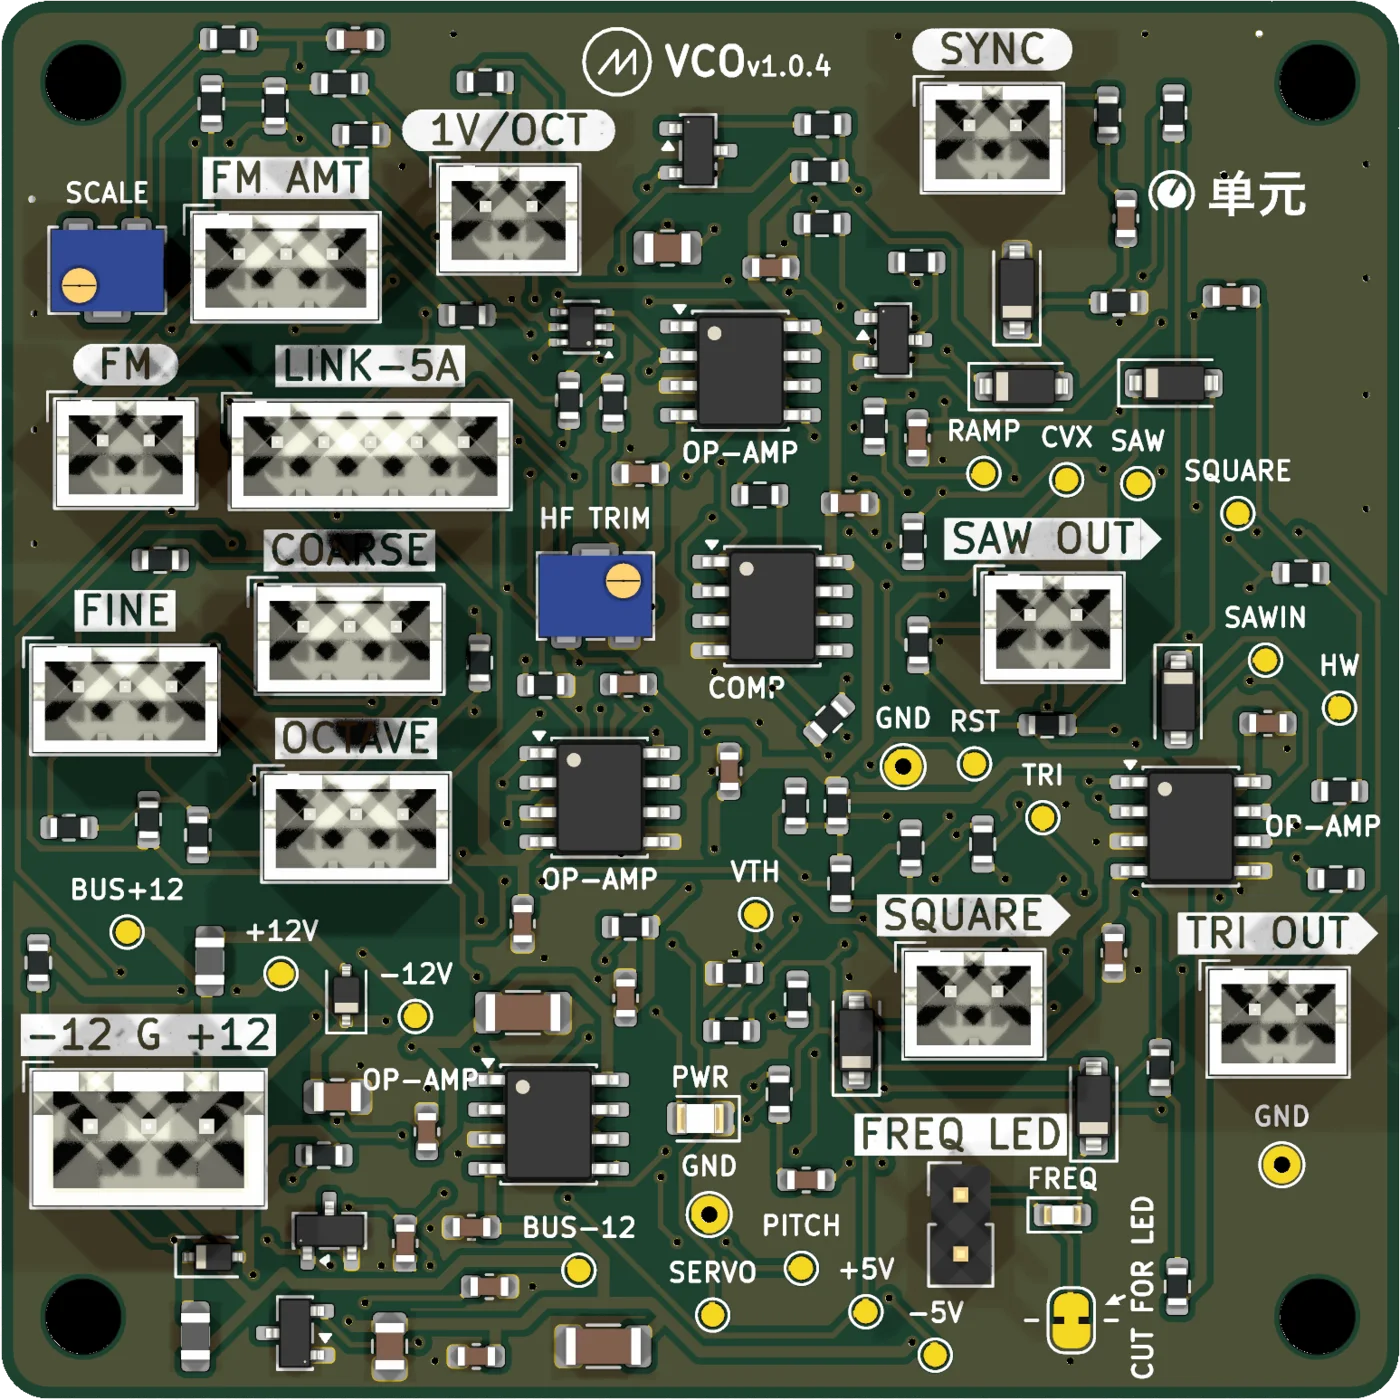 VCO v1.0.4
SYNC
1V/OCT
FM AMT
SCALE
单元
FM
LINK-5A
OP-AMP
RAMP
CVX
SAW
SQUARE
HF TRIM
SAW OUT
COARSE
FINE
SAWIN
HW
COMP
GND
RST
OCTAVE
TRI
OP-AMP
OP-AMP
VTH
BUS+12
SQUARE
TRI OUT
+12V
-12V
-12 G +12
OP-AMP
PWR
FREQ LED
GND
GND
FREQ
BUS-12
PITCH
SERVO
+5V
-5V
CUT FOR LED